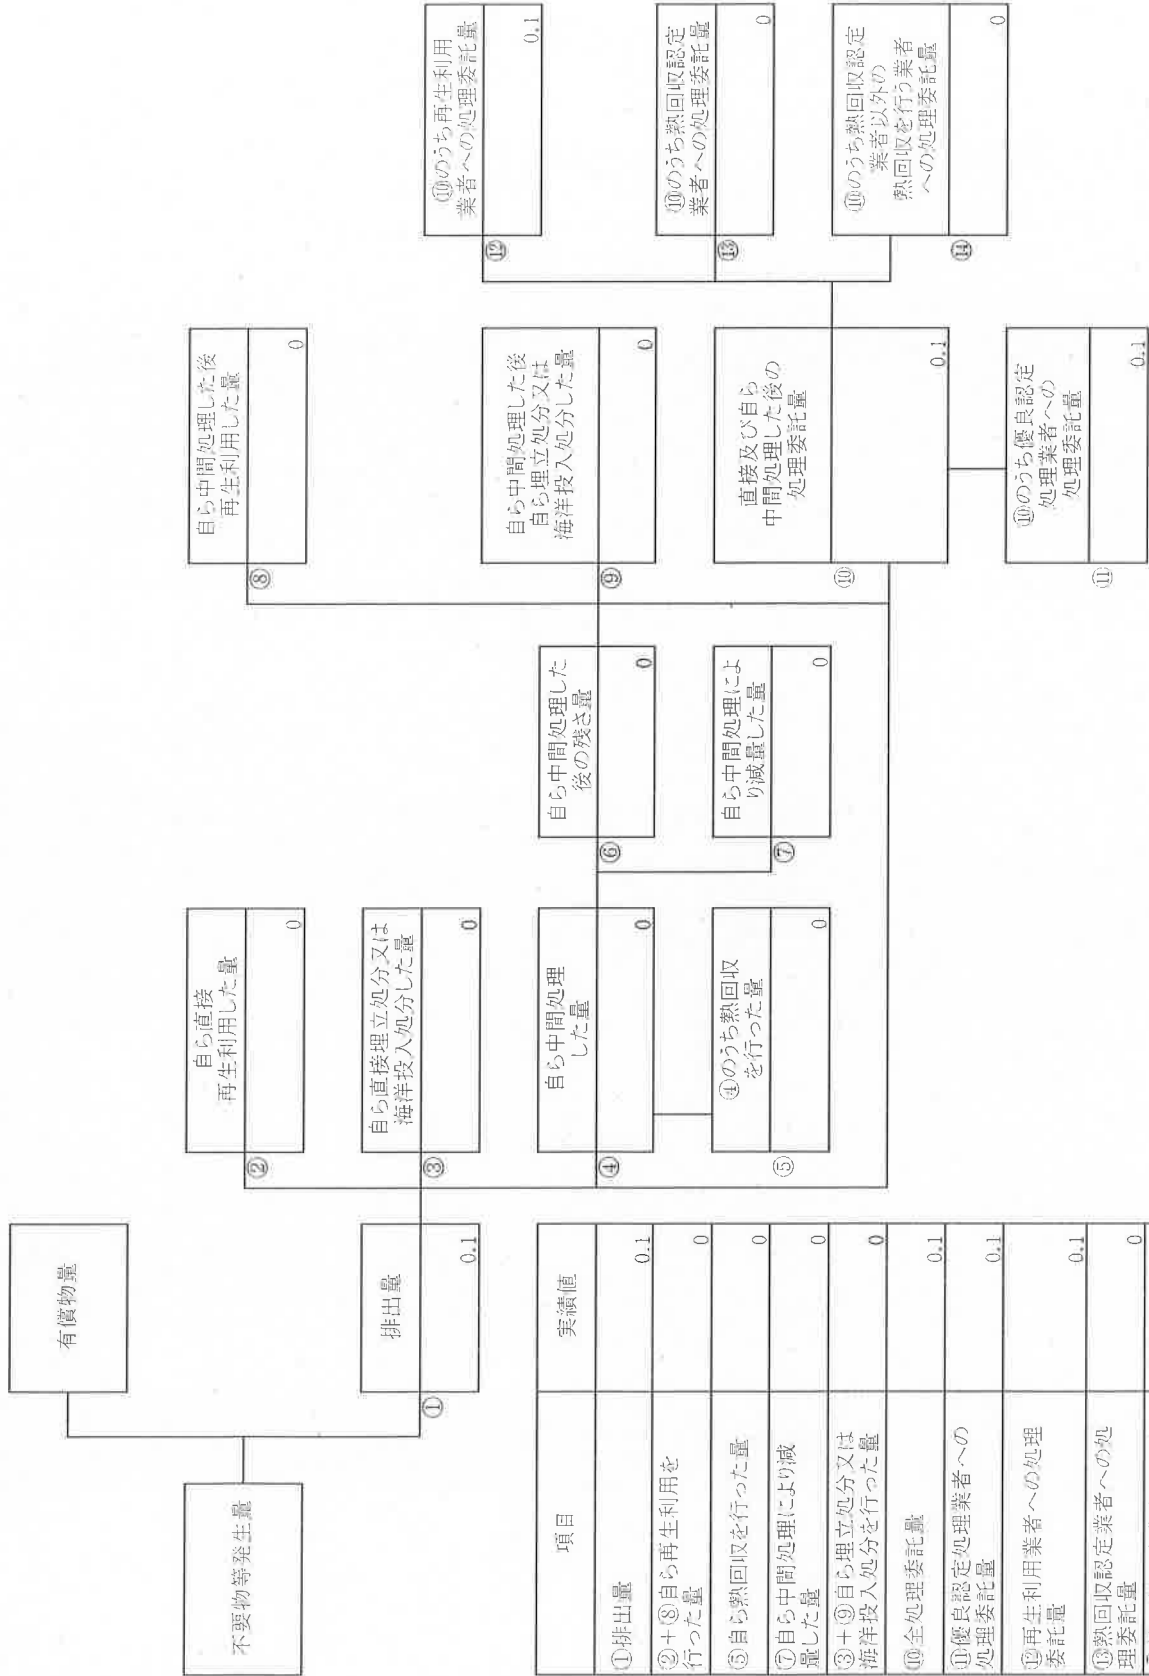 不要物等発生量
有償物量
①
排出量
0.1
②
自ら直接
再生利用した量
0
③
自ら直接埋立処分又は
海洋投入処分した量
0
④
自ら中間処理
した量
0
⑤
④のうち熱回収
を行った量
0
⑥
自ら中間処理した
後の残さ量
0
⑦
自ら中間処理によ
り減量した量
0
⑧
自ら中間処理した後
再生利用した量
0
⑨
自ら中間処理した後
自ら埋立処分又は
海洋投入処分した量
0
⑩
直接及び自ら
中間処理した後の
処理委託量
0.1
⑪
⑩のうち優良認定
処理業者への
処理委託量
0.1
⑫
⑩のうち再生利用
業者への処理委託量
0.1
⑬
⑩のうち熱回収認定
業者への処理委託量
0
⑭
⑩のうち熱回収認定
業者以外の
熱回収を行う業者
への処理委託量
0
項目
実績値
①排出量
0.1
②+⑧自ら再生利用を
行った量
0
⑤自ら熱回収を行った量
0
⑦自ら中間処理により減
量した量
0
③+⑨自ら埋立処分又は
海洋投入処分を行った量
0
⑩全処理委託量
0.1
⑪優良認定処理業者への
処理委託量
0.1
⑫再生利用業者への処理
委託量
0.1
⑬熱回収認定業者への処
理委託量
0